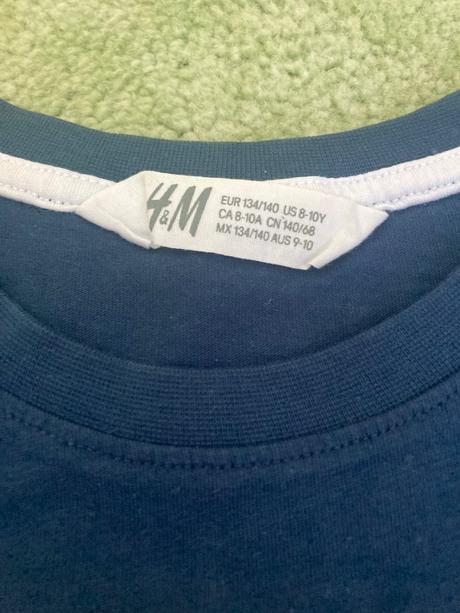 H&M
EUR 134/140 US 8-10Y
CA 8-10A CN 140/68
MX 134/140 AUS 9-10